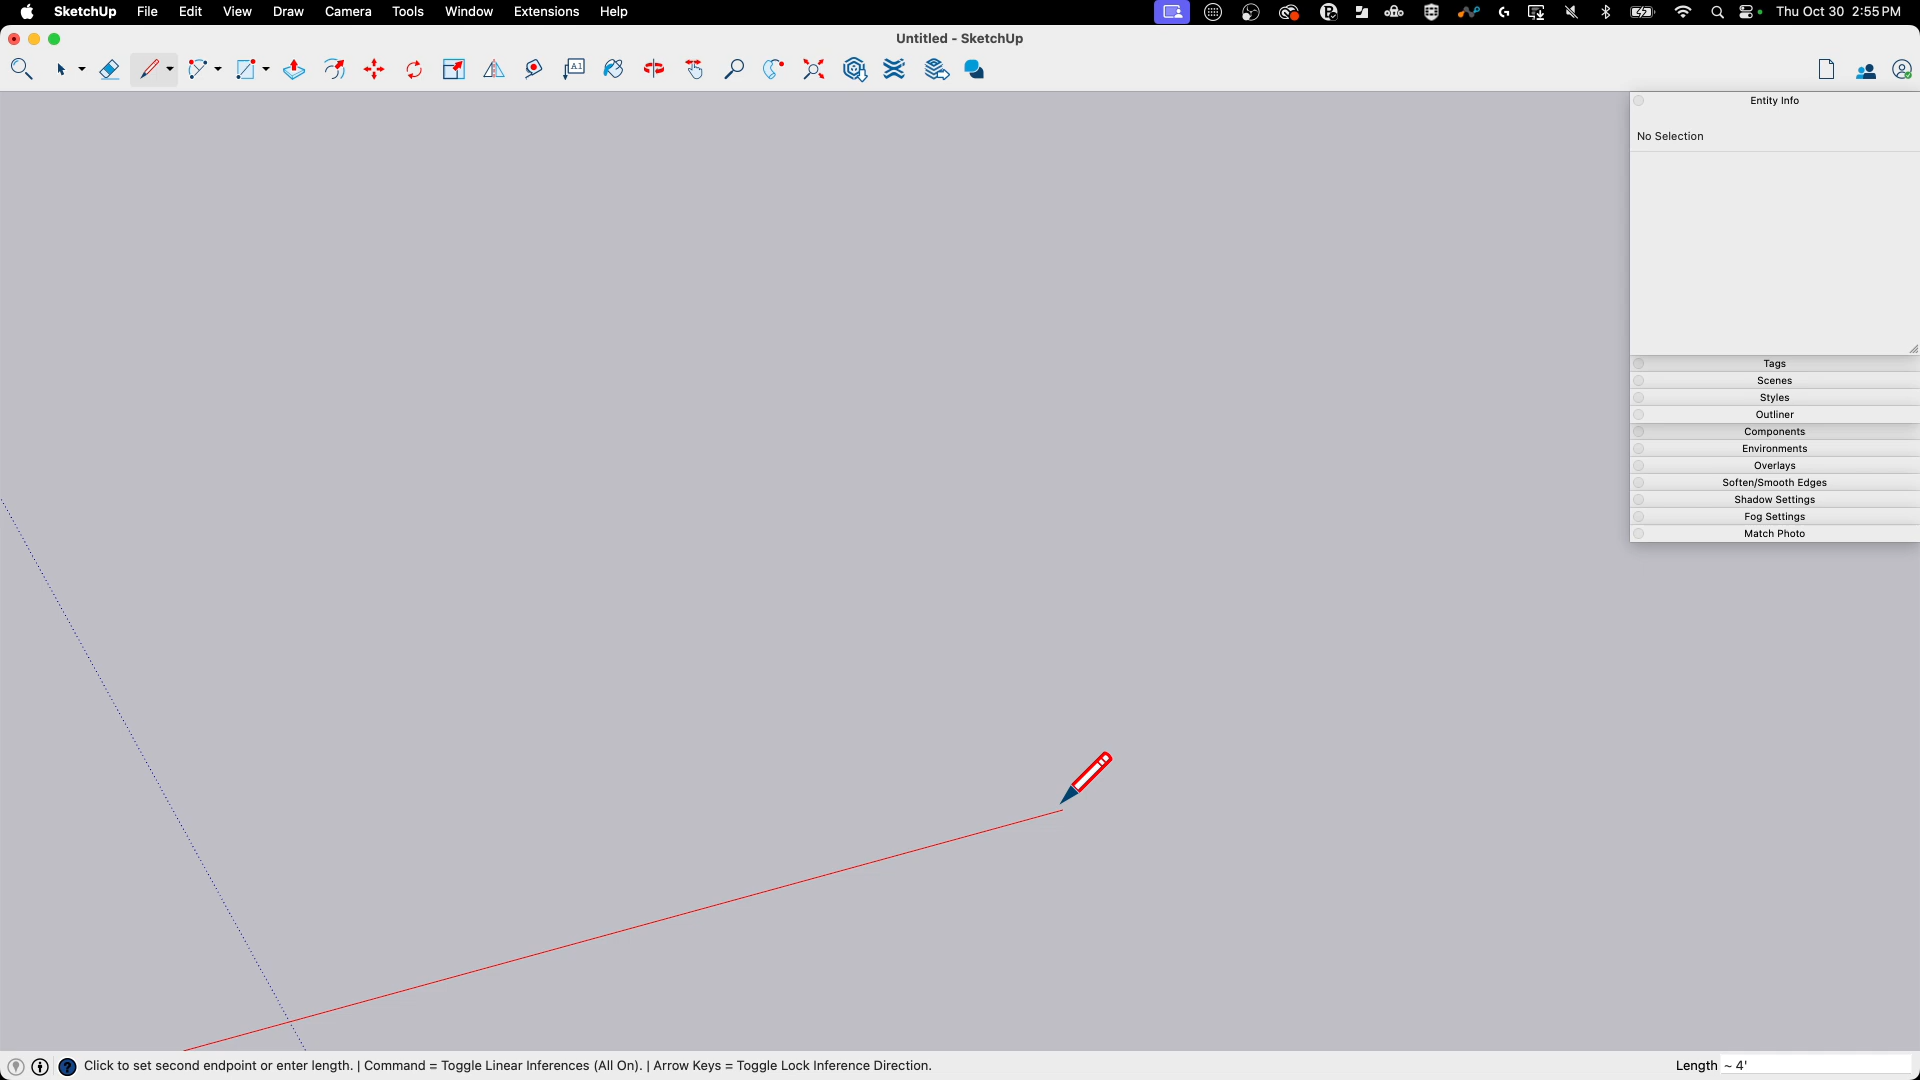 SketchUp File Edit View Draw Camera Tools Window Extensions Help Thu Oct 30 2:55 PM
Untitled - SketchUp
A1
Entity Info
No Selection
Tags
Scenes
Styles
Outliner
Components
Environments
Overlays
Soften/Smooth Edges
Shadow Settings
Fog Settings
Match Photo
Click to set second endpoint or enter length. | Command = Toggle Linear Inferences (All On). | Arrow Keys = Toggle Lock Inference Direction. Length ~ 4'